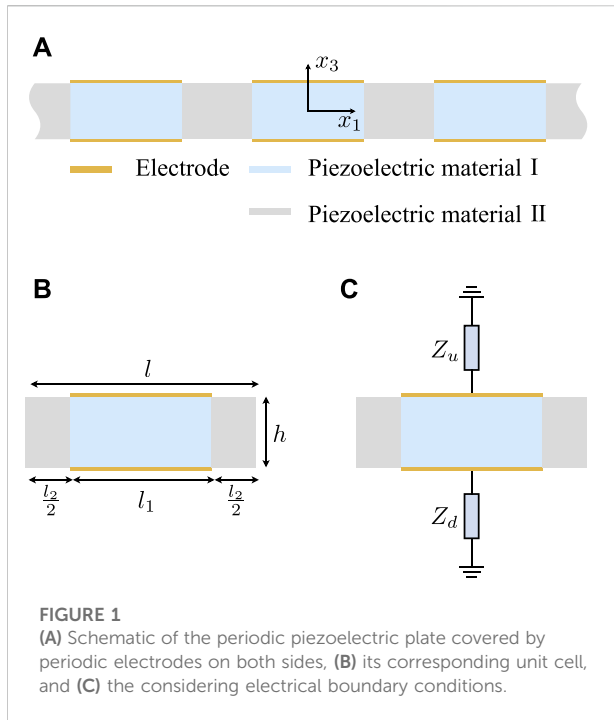 A
x₃
x₁
Electrode
Piezoelectric material I
Piezoelectric material II
B
C
l
h
l₂/2
l₁
l₂/2
Z_u
Z_d
FIGURE 1
(A) Schematic of the periodic piezoelectric plate covered by
periodic electrodes on both sides, (B) its corresponding unit cell,
and (C) the considering electrical boundary conditions.